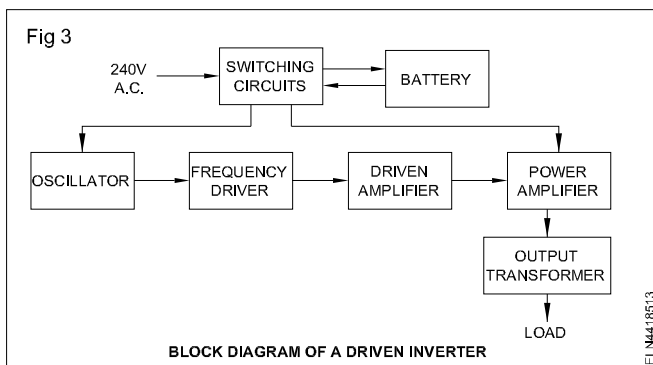 Fig 3
240V
A.C.
SWITCHING
CIRCUITS
BATTERY
OSCILLATOR
FREQUENCY
DRIVER
DRIVEN
AMPLIFIER
POWER
AMPLIFIER
OUTPUT
TRANSFORMER
LOAD
BLOCK DIAGRAM OF A DRIVEN INVERTER
ELN4418513